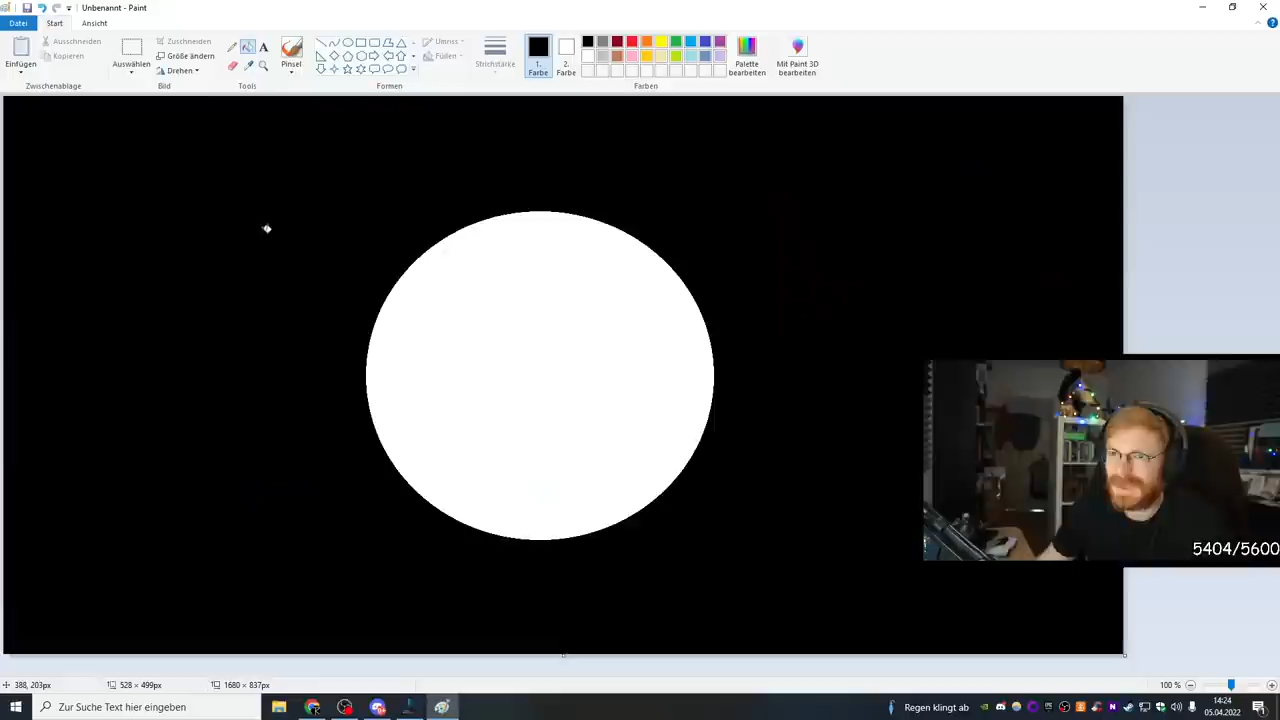 Unbenannt - Paint
Datei Start Ansicht
Einfügen
Ausschneiden
Kopieren
Zwischenablage
Auswählen
Zuschneiden
Größe ändern
Drehen
Bild
A
Tools
Pinsel
Umriss
Füllen
Formen
Strichstärke
1.
Farbe
2.
Farbe
Palette
bearbeiten
Mit Paint 3D
bearbeiten
Farben
5404/5600
388, 203px 528 × 499px 1680 × 837px 100 %
Zur Suche Text hier eingeben
Regen klingt ab
14:24
05.04.2022